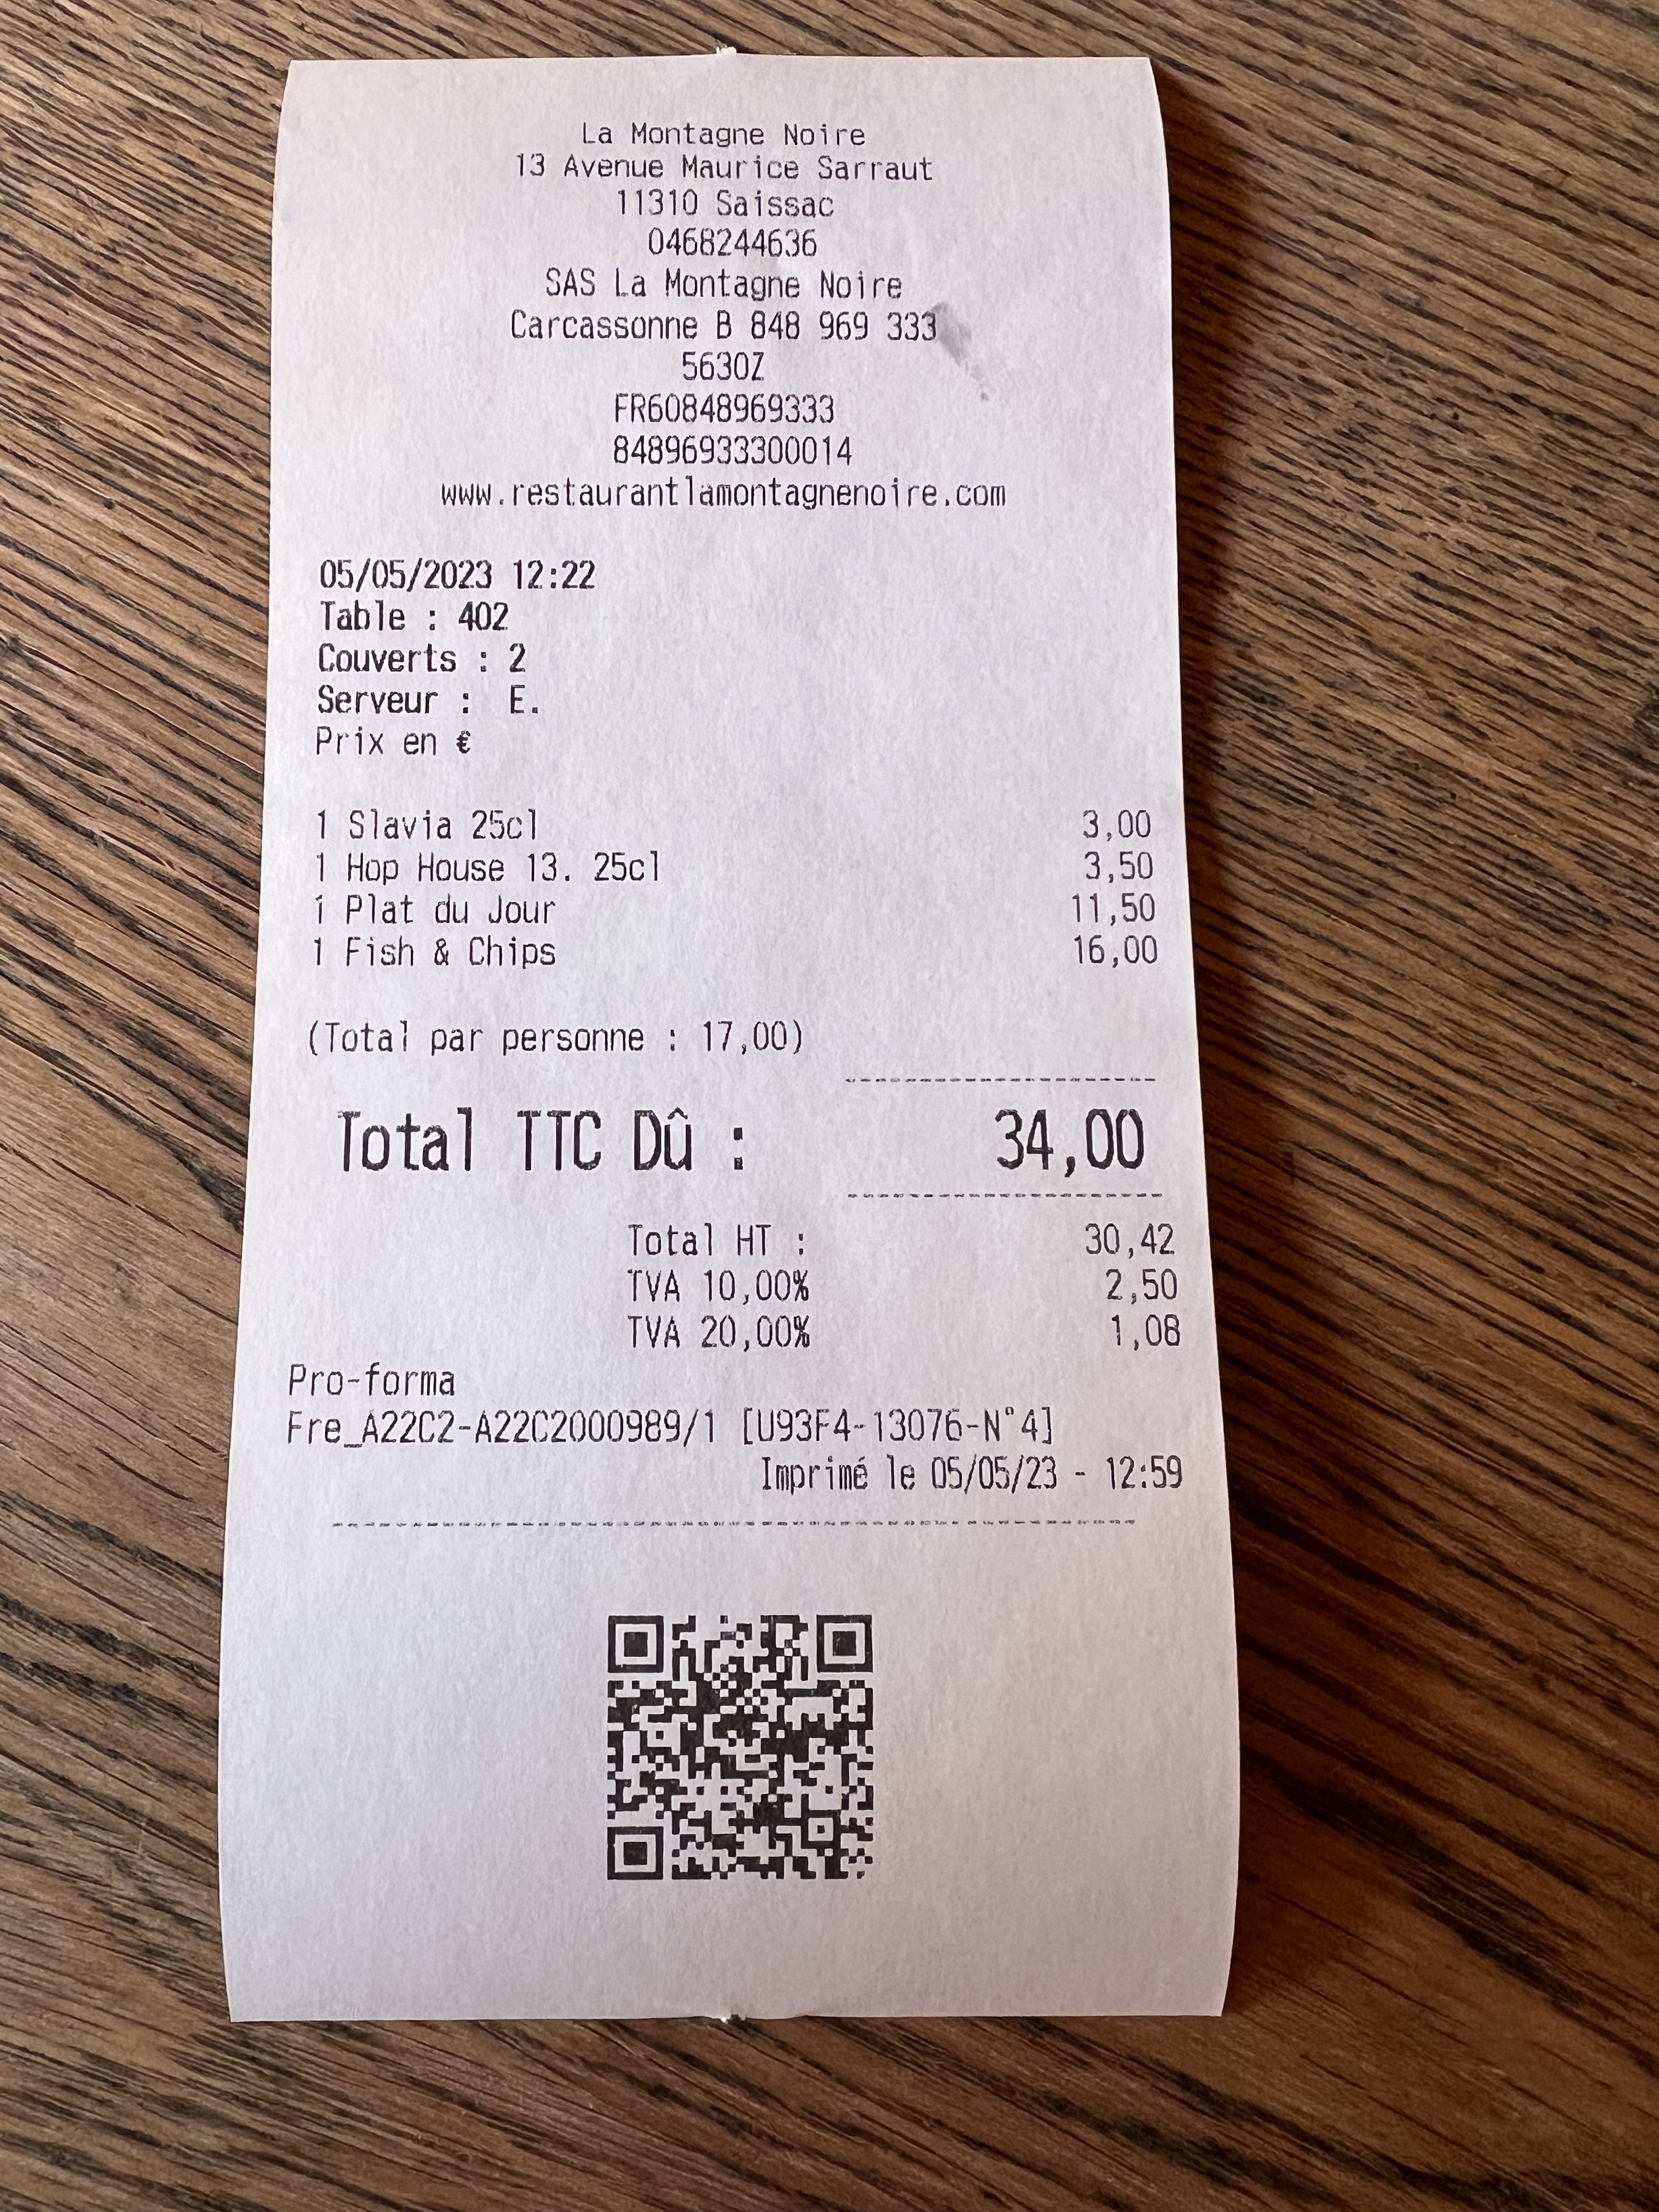 La Montagne Noire
13 Avenue Maurice Sarraut
11310 Saissac
0468244636
SAS La Montagne Noire
Carcassonne B 848 969 333
5630Z
FR60848969333
84896933300014
www.restaurantlamontagnenoire.com
05/05/2023 12:22
Table : 402
Couverts : 2
Serveur : E.
Prix en €
1 Slavia 25cl 3,00
1 Hop House 13. 25cl 3,50
1 Plat du Jour 11,50
1 Fish & Chips 16,00
(Total par personne : 17,00)
Total TTC Dû : 34,00
Total HT : 30,42
TVA 10,00% 2,50
TVA 20,00% 1,08
Pro-forma
Fre_A22C2-A22C2000989/1 [U93F4-13076-N°4]
Imprimé le 05/05/23 - 12:59